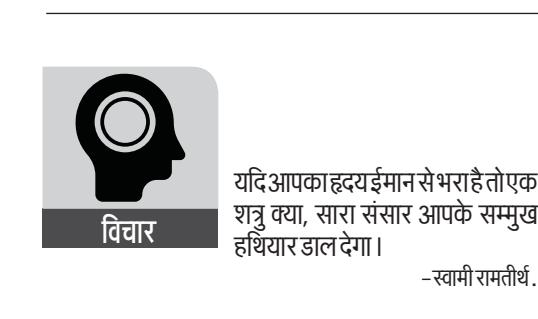 विचार
यदि आपका हृदय ईमान से भरा है तो एक
शत्रु क्या, सारा संसार आपके सम्मुख
हथियार डाल देगा ।
–स्वामी रामतीर्थ .